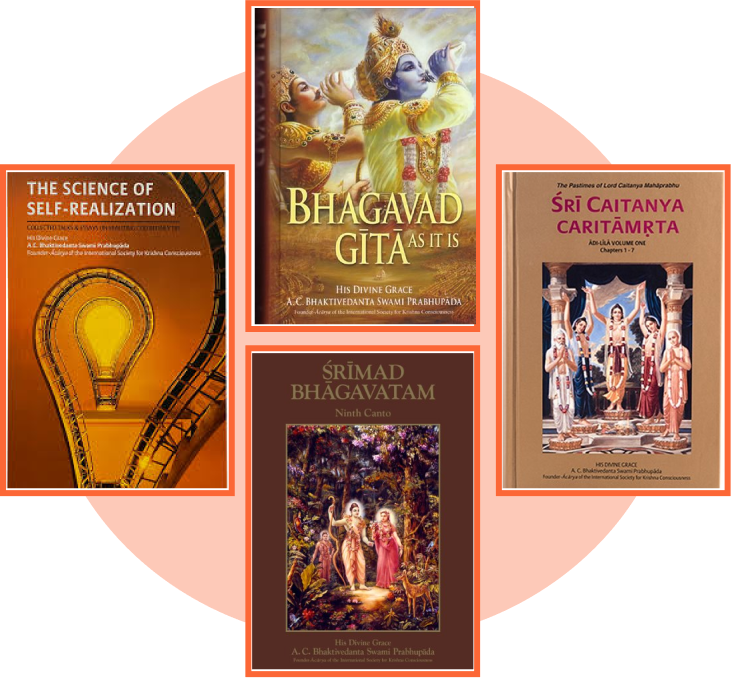 BHAGAVAD
GĪTĀ AS IT IS
HIS DIVINE GRACE
A.C. BHAKTIVEDANTA SWAMI PRABHUPĀDA
Founder-Ācārya of the International Society for Krishna Consciousness
THE SCIENCE OF
SELF-REALIZATION
His Divine Grace
A.C. Bhaktivedanta Swami Prabhupāda
Founder-Ācārya of the International Society for Krishna Consciousness
The Pastimes of Lord Caitanya Mahāprabhu
ŚRĪ CAITANYA
CARITĀMṚTA
ĀDI-LĪLĀ VOLUME ONE
Chapters 1 - 7
HIS DIVINE GRACE
A. C. Bhaktivedanta Swami Prabhupāda
Founder-Ācārya of the International Society for Krishna Consciousness
ŚRĪMAD
BHĀGAVATAM
Ninth Canto
His Divine Grace
A. C. Bhaktivedanta Swami Prabhupāda
Founder-Ācārya of the International Society for Krishna Consciousness